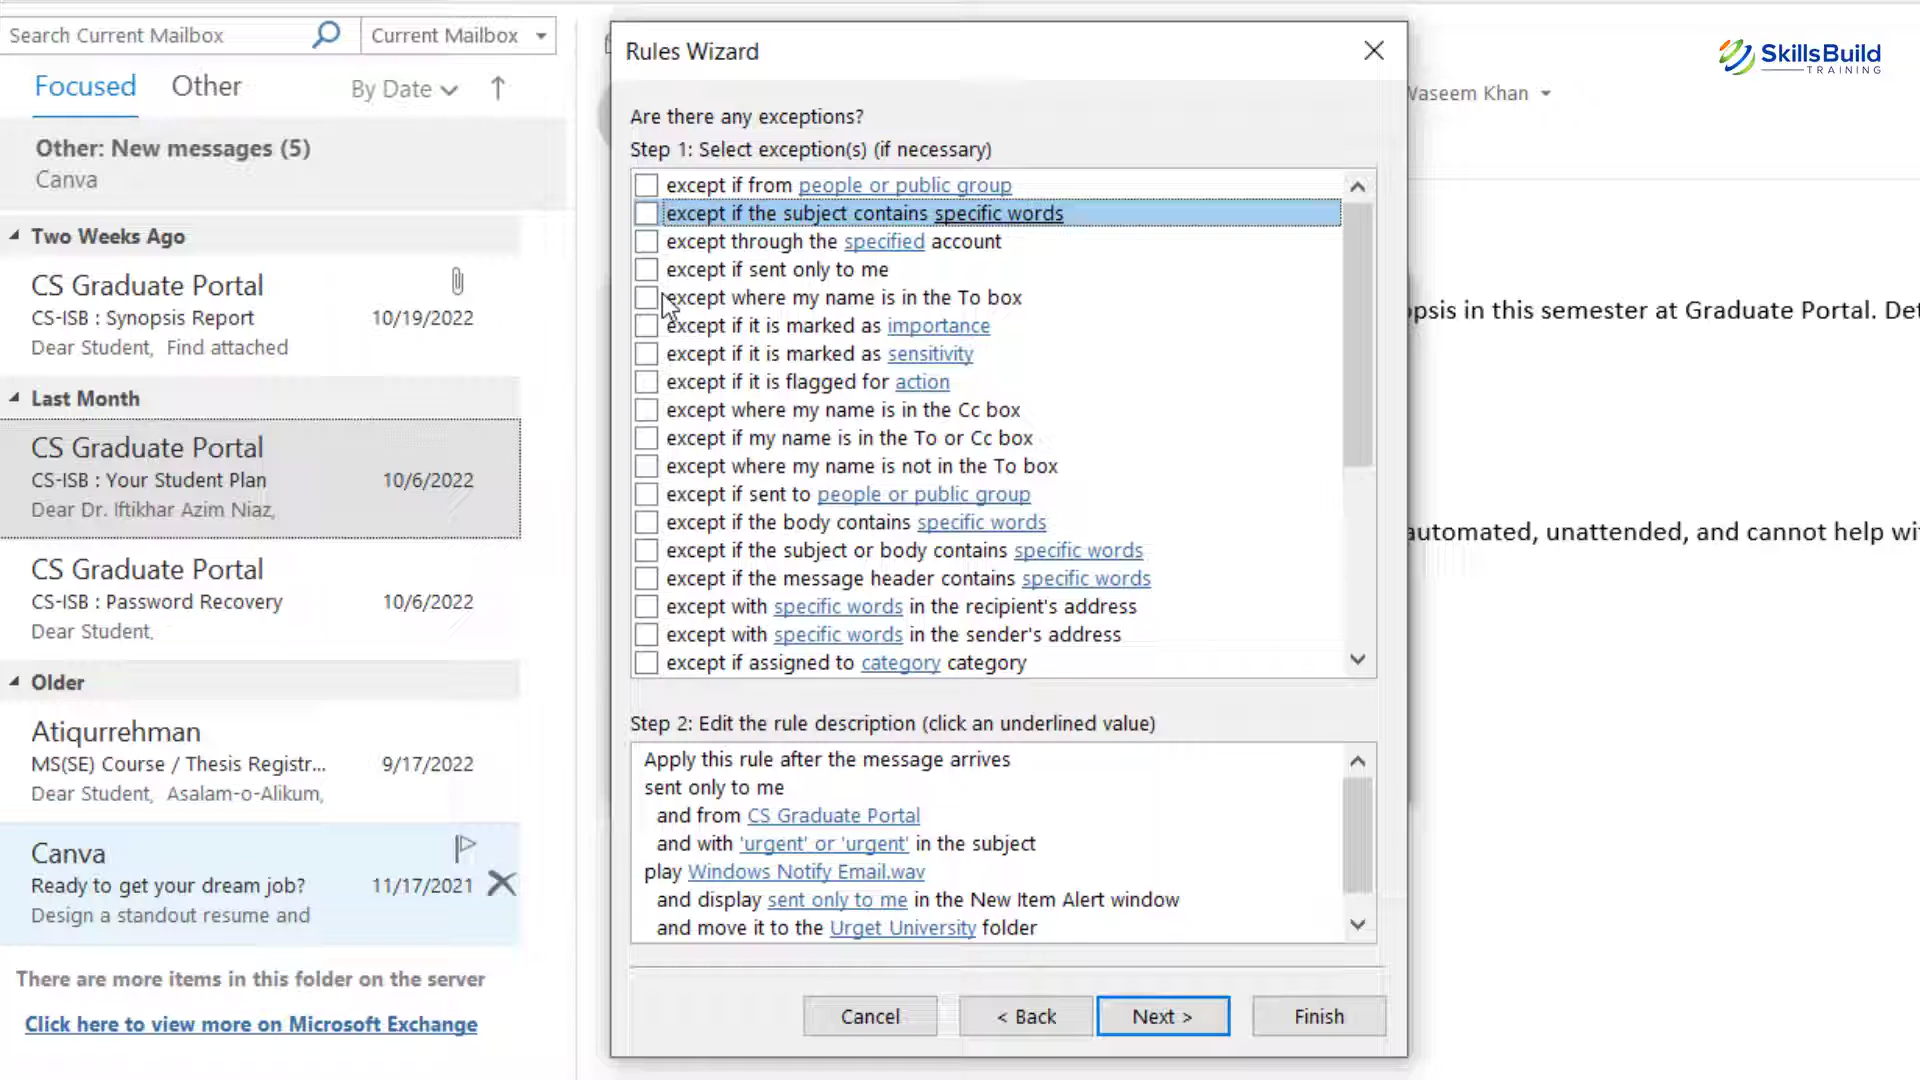 Search Current Mailbox
Current Mailbox
Focused
Other
By Date
Other: New messages (5)
Canva
Two Weeks Ago
CS Graduate Portal
CS-ISB : Synopsis Report 10/19/2022
Dear Student, Find attached
Last Month
CS Graduate Portal
CS-ISB : Your Student Plan 10/6/2022
Dear Dr. Iftikhar Azim Niaz,
CS Graduate Portal
CS-ISB : Password Recovery 10/6/2022
Dear Student,
Older
Atiqurrehman
MS(SE) Course / Thesis Registr... 9/17/2022
Dear Student, Asalam-o-Alikum,
Canva
Ready to get your dream job? 11/17/2021
Design a standout resume and
There are more items in this folder on the server
Click here to view more on Microsoft Exchange
Rules Wizard
Are there any exceptions?
Step 1: Select exception(s) (if necessary)
except if from people or public group
except if the subject contains specific words
except through the specified account
except if sent only to me
except where my name is in the To box
except if it is marked as importance
except if it is marked as sensitivity
except if it is flagged for action
except where my name is in the Cc box
except if my name is in the To or Cc box
except where my name is not in the To box
except if sent to people or public group
except if the body contains specific words
except if the subject or body contains specific words
except if the message header contains specific words
except with specific words in the recipient's address
except with specific words in the sender's address
except if assigned to category category
Step 2: Edit the rule description (click an underlined value)
Apply this rule after the message arrives
sent only to me
and from CS Graduate Portal
and with 'urgent' or 'urgent' in the subject
play Windows Notify Email.wav
and display sent only to me in the New Item Alert window
and move it to the Urget University folder
Cancel
< Back
Next >
Finish
SkillsBuild
TRAINING
Waseem Khan
opsis in this semester at Graduate Portal. Det
automated, unattended, and cannot help wi